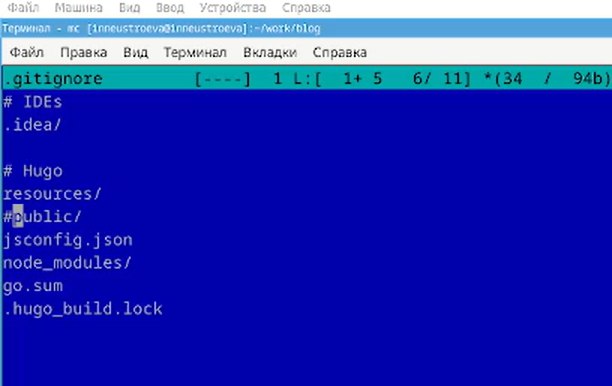 Файл Машина Вид Ввод Устройства Справка
Терминал - mc [inneustroeva@inneustroeva]:~/work/blog
Файл Правка Вид Терминал Вкладки Справка
.gitignore [----] 1 L:[ 1+ 5 6/ 11] *(34 / 94b)
# IDEs
.idea/
# Hugo
resources/
#public/
jsconfig.json
node_modules/
go.sum
.hugo_build.lock